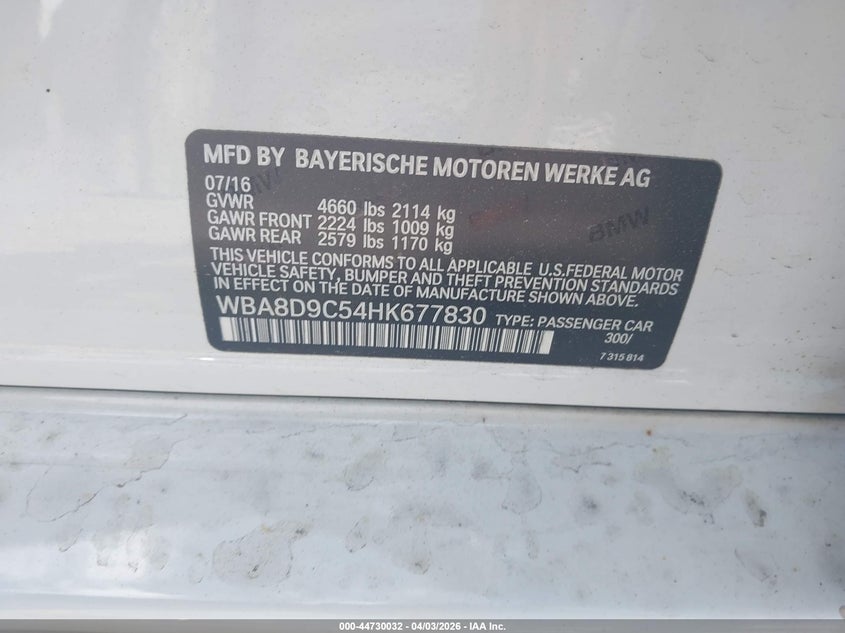 MFD BY BAYERISCHE MOTOREN WERKE AG
07/16
GVWR 4660 lbs 2114 kg
GAWR FRONT 2224 lbs 1009 kg
GAWR REAR 2579 lbs 1170 kg
THIS VEHICLE CONFORMS TO ALL APPLICABLE U.S.FEDERAL MOTOR
VEHICLE SAFETY, BUMPER AND THEFT PREVENTION STANDARDS
IN EFFECT ON THE DATE OF MANUFACTURE SHOWN ABOVE.
WBA8D9C54HK677830 TYPE: PASSENGER CAR
300/
7 315 814
BMW
BMW
000-44730032 - 04/03/2026 - IAA Inc.